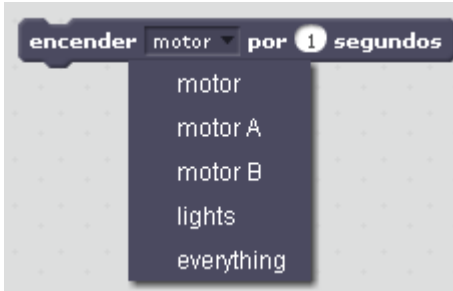 encender motor por 1 segundos
motor
motor A
motor B
lights
everything